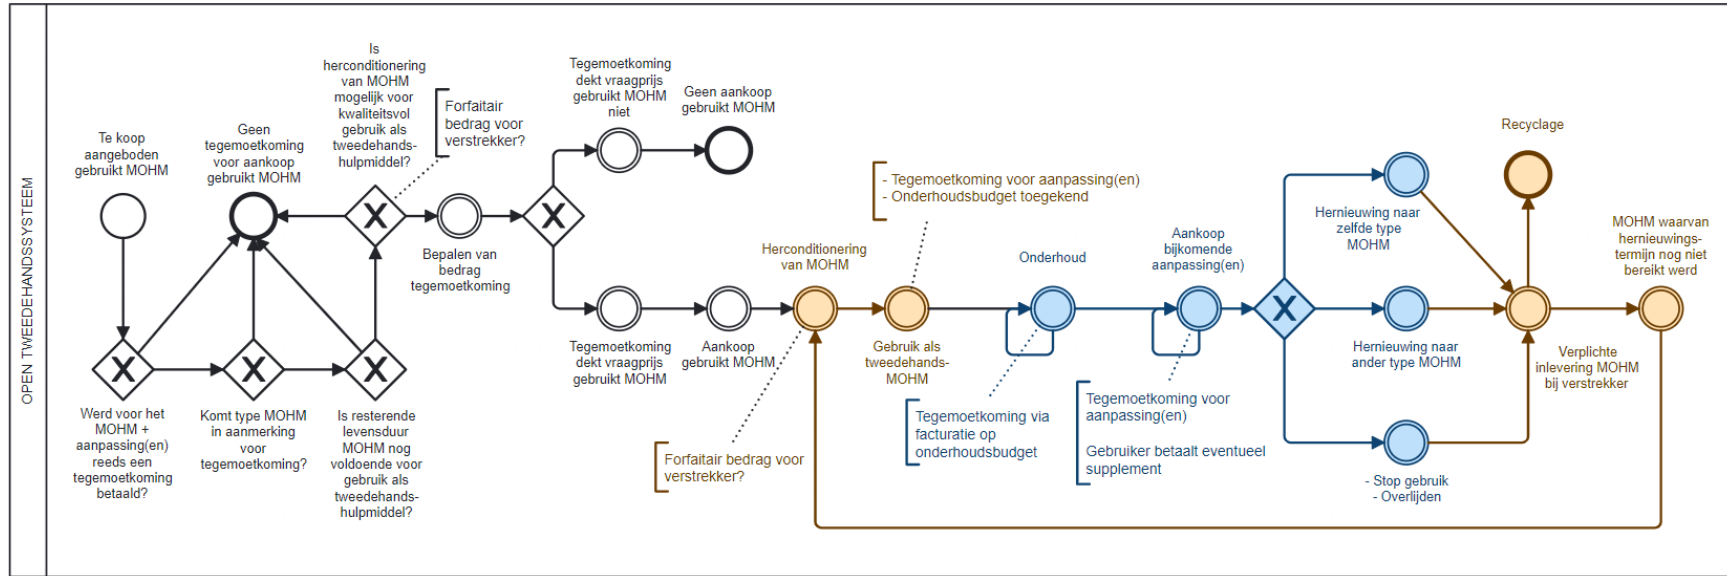 OPEN TWEEDEHANDSSYSTEEM
Te koop
aangeboden
gebruikt MOHM
Geen
tegemoetkoming
voor aankoop
gebruikt MOHM
Is
herconditionering
van MOHM
mogelijk voor
kwaliteitsvol
gebruik als
tweedehands-
hulpmiddel?
Forfaitair
bedrag voor
verstrekker?
Tegemoetkoming
dekt vraagprijs
gebruikt MOHM
niet
Geen aankoop
gebruikt MOHM
Bepalen van
bedrag
tegemoetkoming
Werd voor het
MOHM +
aanpassing(en)
reeds een
tegemoetkoming
betaald?
Komt type MOHM
in aanmerking
voor
tegemoetkoming?
Is resterende
levensduur
MOHM nog
voldoende voor
gebruik als
tweedehands-
hulpmiddel?
Tegemoetkoming
dekt vraagprijs
gebruikt MOHM
Aankoop
gebruikt MOHM
Herconditionering
van MOHM
- Tegemoetkoming voor aanpassing(en)
- Onderhoudsbudget toegekend
Gebruik als
tweedehands-
MOHM
Forfaitair bedrag voor
verstrekker?
Onderhoud
Tegemoetkoming via
facturatie op
onderhoudsbudget
Aankoop
bijkomende
aanpassing(en)
Tegemoetkoming voor
aanpassing(en)
Gebruiker betaalt eventueel
supplement
Hernieuwing naar
zelfde type
MOHM
Hernieuwing naar
ander type MOHM
- Stop gebruik
- Overlijden
Recyclage
Verplichte
inlevering MOHM
bij verstrekker
MOHM waarvan
hernieuwings-
termijn nog niet
bereikt werd